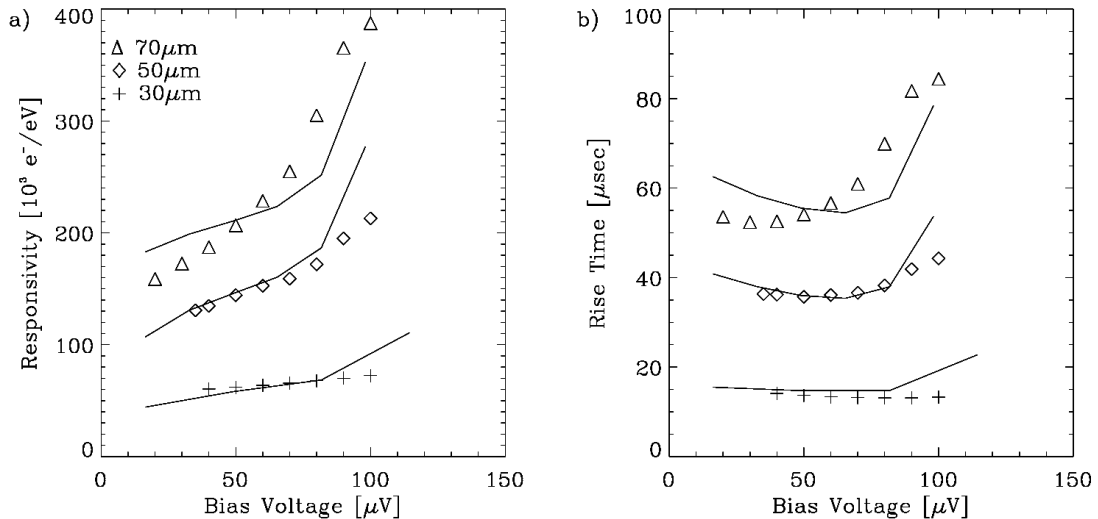 a)
400
300
200
100
0
Responsivity [10³ e⁻/eV]
△ 70μm
◇ 50μm
+ 30μm
0 50 100 150
Bias Voltage [μV]
b)
100
80
60
40
20
0
Rise Time [μsec]
0 50 100 150
Bias Voltage [μV]